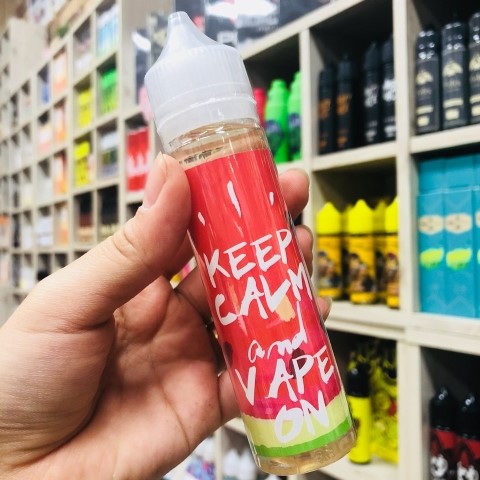 KEEP
CALM
and
VAPE
ON